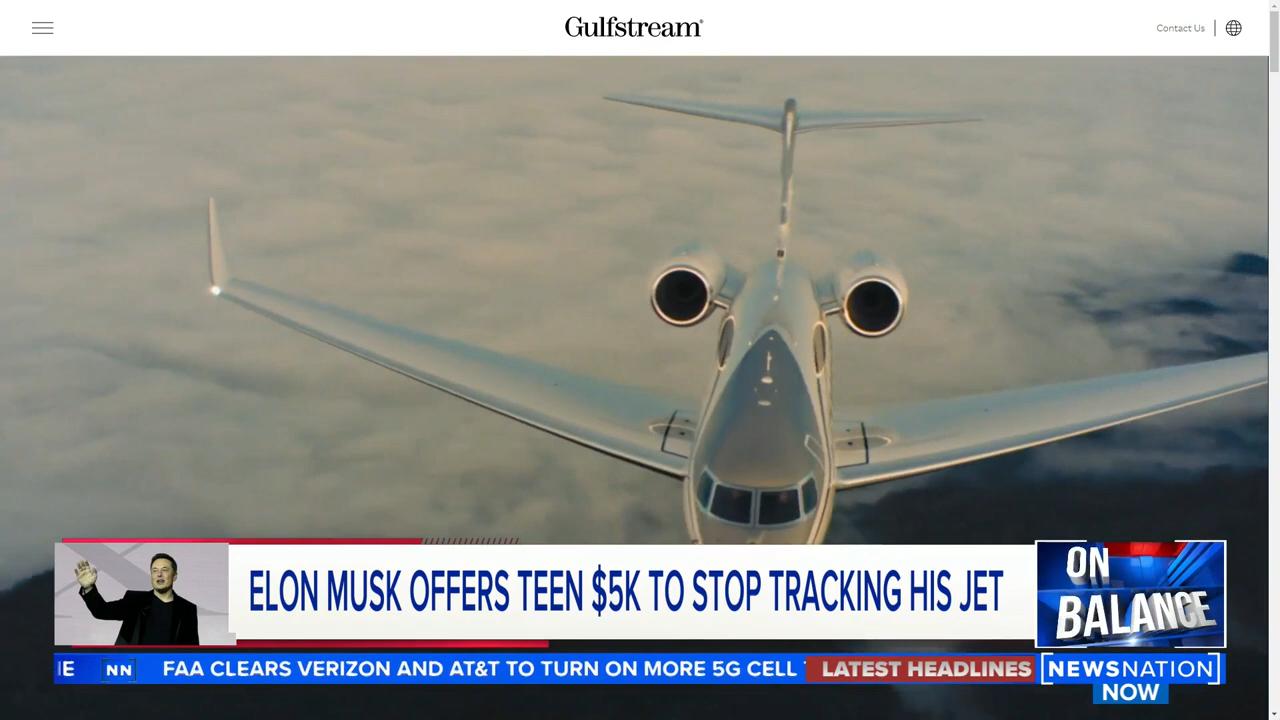 Gulfstream®
Contact Us
ELON MUSK OFFERS TEEN $5K TO STOP TRACKING HIS JET
ON
BALANCE
NN
FAA CLEARS VERIZON AND AT&T TO TURN ON MORE 5G CELL
LATEST HEADLINES
NEWSNATION
NOW